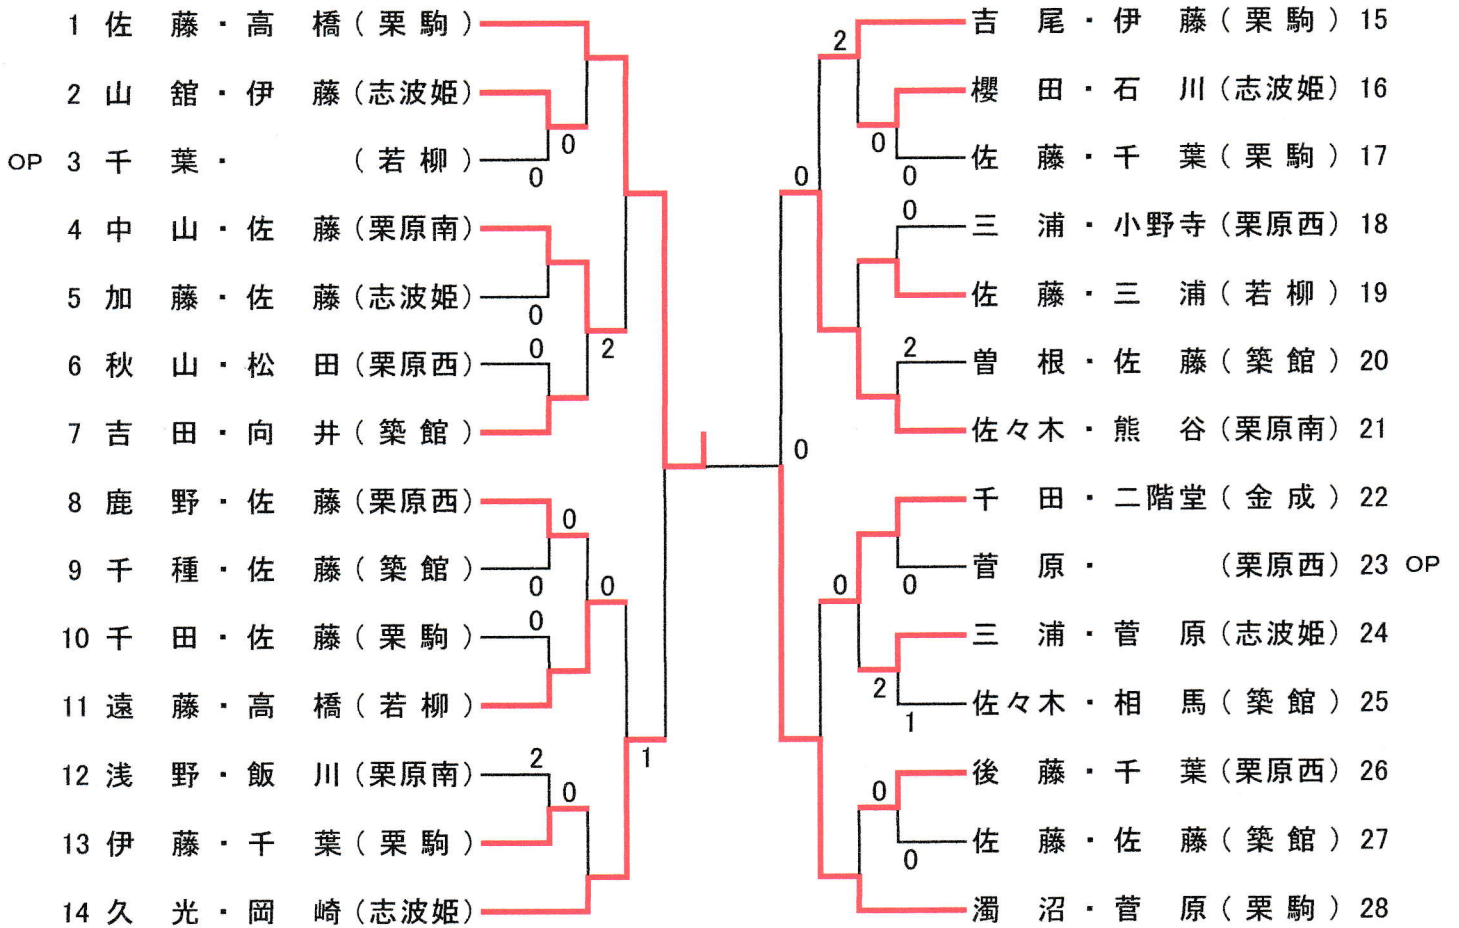 1 佐 藤・高 橋(栗 駒)
2 山 舘・伊 藤(志波姫)
0
OP 3 千 葉・ (若 柳)
0
4 中 山・佐 藤(栗原南)
5 加 藤・佐 藤(志波姫)
0
0
2
6 秋 山・松 田(栗原西)
7 吉 田・向 井(築 館)
8 鹿 野・佐 藤(栗原西)
0
9 千 種・佐 藤(築 館)
0
0
0
10 千 田・佐 藤(栗 駒)
11 遠 藤・高 橋(若 柳)
1
2
12 浅 野・飯 川(栗原南)
0
13 伊 藤・千 葉(栗 駒)
14 久 光・岡 崎(志波姫)
吉 尾・伊 藤(栗 駒) 15
2
櫻 田・石 川(志波姫) 16
0
佐 藤・千 葉(栗 駒) 17
0
0
0
三 浦・小野寺(栗原西) 18
佐 藤・三 浦(若 柳) 19
2
曽 根・佐 藤(築 館) 20
佐々木・熊 谷(栗原南) 21
0
千 田・二階堂(金 成) 22
菅 原・ (栗原西) 23 OP
0
0
三 浦・菅 原(志波姫) 24
2
佐々木・相 馬(築 館) 25
1
後 藤・千 葉(栗原西) 26
0
佐 藤・佐 藤(築 館) 27
0
濁 沼・菅 原(栗 駒) 28